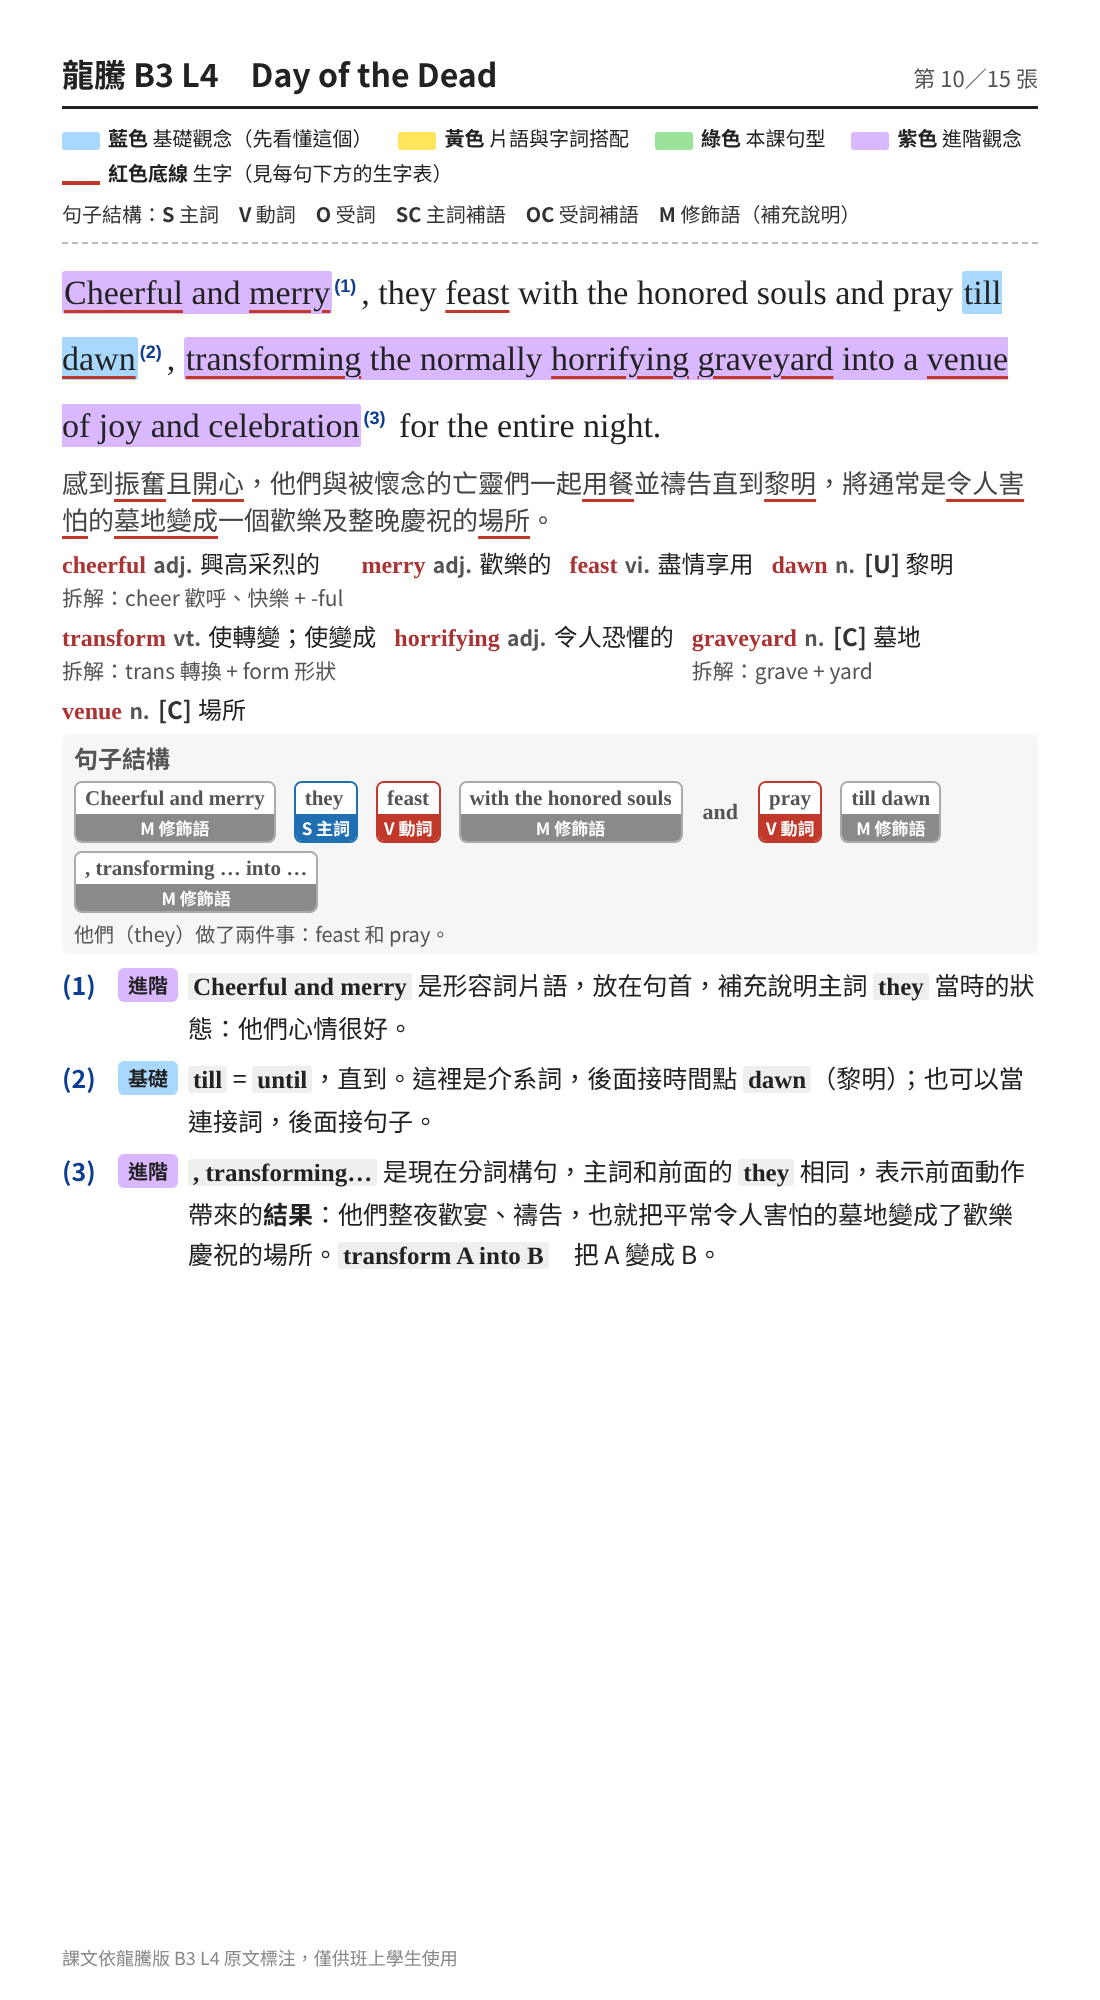 龍騰 B3 L4　Day of the Dead
第 10／15 張
藍色 基礎觀念（先看懂這個） 黃色 片語與字詞搭配 綠色 本課句型 紫色 進階觀念
紅色底線 生字（見每句下方的生字表）
句子結構：S 主詞　V 動詞　O 受詞　SC 主詞補語　OC 受詞補語　M 修飾語（補充說明）
Cheerful and merry(1), they feast with the honored souls and pray till
dawn(2), transforming the normally horrifying graveyard into a venue
of joy and celebration(3) for the entire night.
感到振奮且開心，他們與被懷念的亡靈們一起用餐並禱告直到黎明，將通常是令人害
怕的墓地變成一個歡樂及整晚慶祝的場所。
cheerful adj. 興高采烈的 merry adj. 歡樂的 feast vi. 盡情享用 dawn n. [U] 黎明
拆解：cheer 歡呼、快樂 + -ful
transform vt. 使轉變；使變成 horrifying adj. 令人恐懼的 graveyard n. [C] 墓地
拆解：trans 轉換 + form 形狀 拆解：grave + yard
venue n. [C] 場所
句子結構
Cheerful and merry they feast with the honored souls and pray till dawn
M 修飾語 S 主詞 V 動詞 M 修飾語 V 動詞 M 修飾語
, transforming … into …
M 修飾語
他們（they）做了兩件事：feast 和 pray。
(1) 進階 Cheerful and merry 是形容詞片語，放在句首，補充說明主詞 they 當時的狀
態：他們心情很好。
(2) 基礎 till = until，直到。這裡是介系詞，後面接時間點 dawn（黎明）；也可以當
連接詞，後面接句子。
(3) 進階 , transforming… 是現在分詞構句，主詞和前面的 they 相同，表示前面動作
帶來的結果：他們整夜歡宴、禱告，也就把平常令人害怕的墓地變成了歡樂
慶祝的場所。transform A into B　把 A 變成 B。
課文依龍騰版 B3 L4 原文標注，僅供班上學生使用